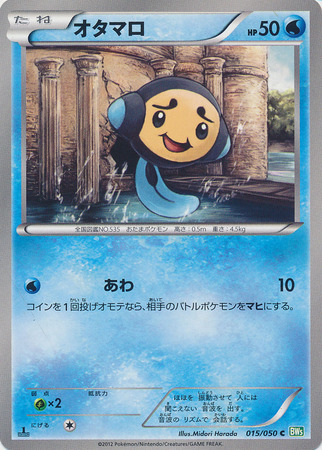 たね オタマロ HP50
全国図鑑NO.535 おたまポケモン 高さ:0.5m 重さ:4.5kg
あわ 10
コインを1回投げオモテなら、相手のバトルポケモンをマヒにする。
弱点 抵抗力
×2
にげる
ほほを 振動させて 人には
聞こえない 音波を 出す。
音波の リズムで 会話する。
Illus.Midori Harada 015/050 C BW5
©2012 Pokémon/Nintendo/Creatures/GAME FREAK.